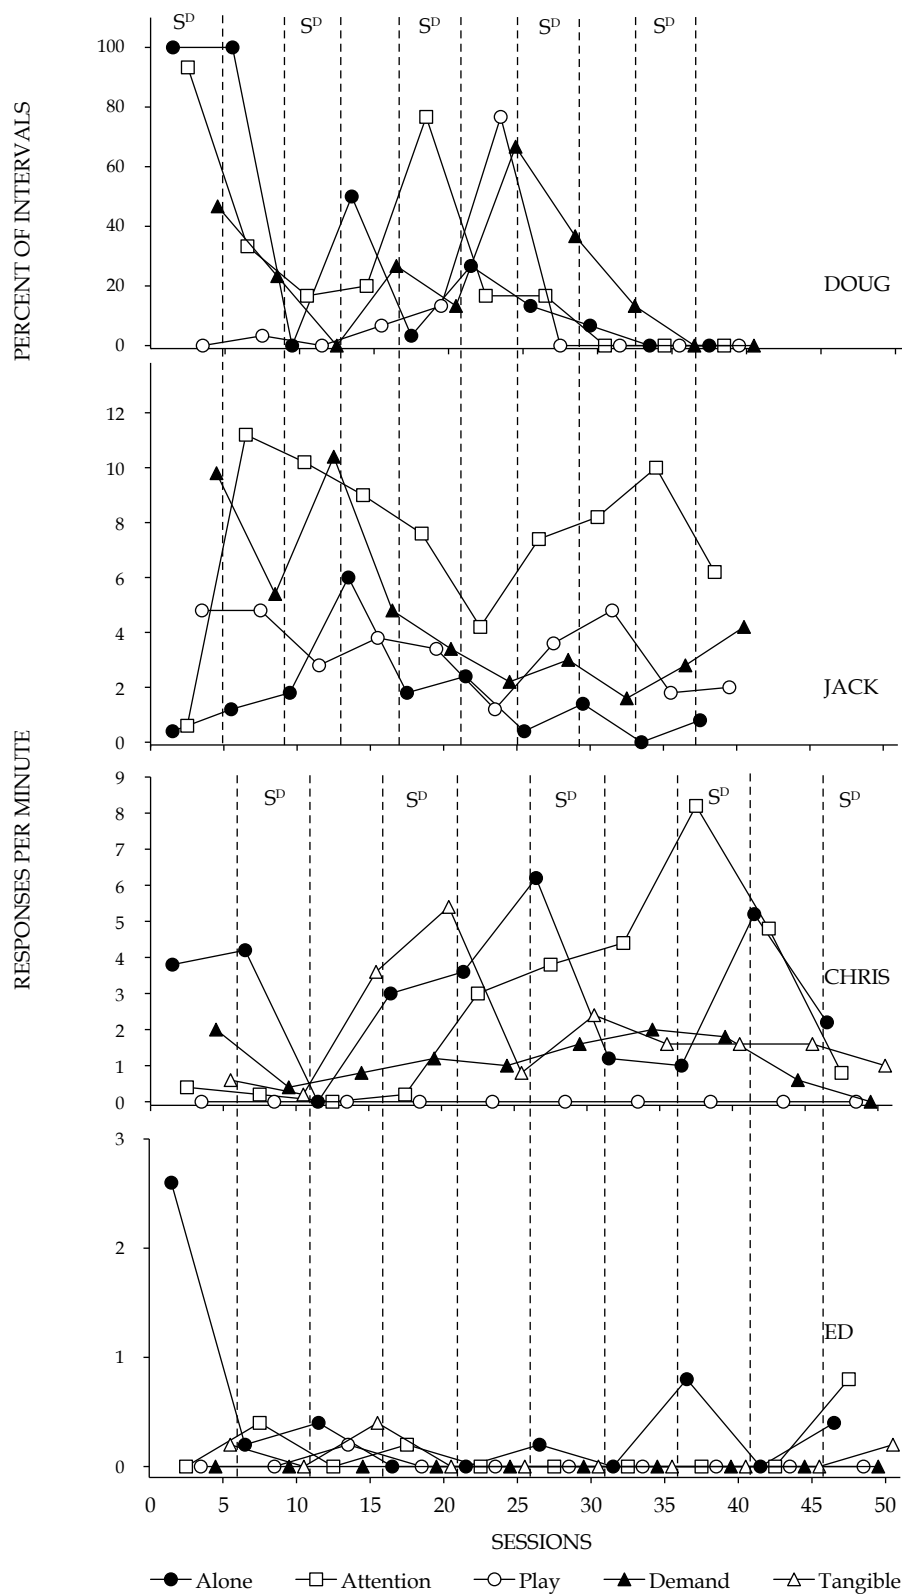 S^D S^D S^D S^D S^D
100
80
60
40
20
0
PERCENT OF INTERVALS
DOUG
12
10
8
6
4
2
0
JACK
RESPONSES PER MINUTE
9
8
7
6
5
4
3
2
1
0
S^D S^D S^D S^D S^D
CHRIS
3
2
1
0
ED
0 5 10 15 20 25 30 35 40 45 50
SESSIONS
Alone Attention Play Demand Tangible